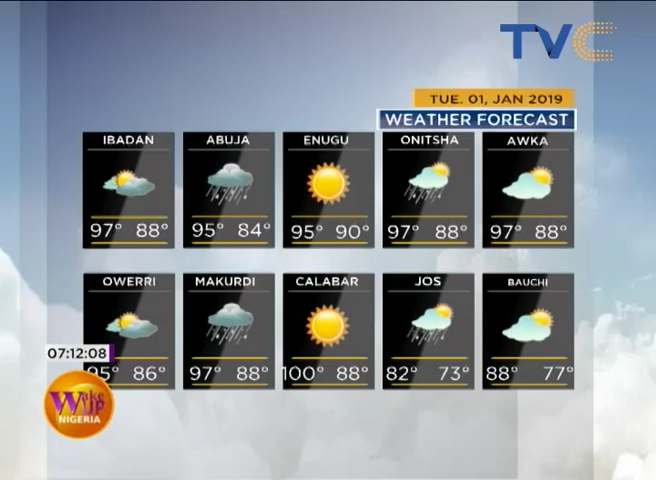 TVC
TUE. 01, JAN 2019
WEATHER FORECAST
IBADAN
97° 88°
ABUJA
95° 84°
ENUGU
95° 90°
ONITSHA
97° 88°
AWKA
97° 88°
OWERRI
95° 86°
MAKURDI
97° 88°
CALABAR
100° 88°
JOS
82° 73°
BAUCHI
88° 77°
07:12:08
Wake
UP
NIGERIA